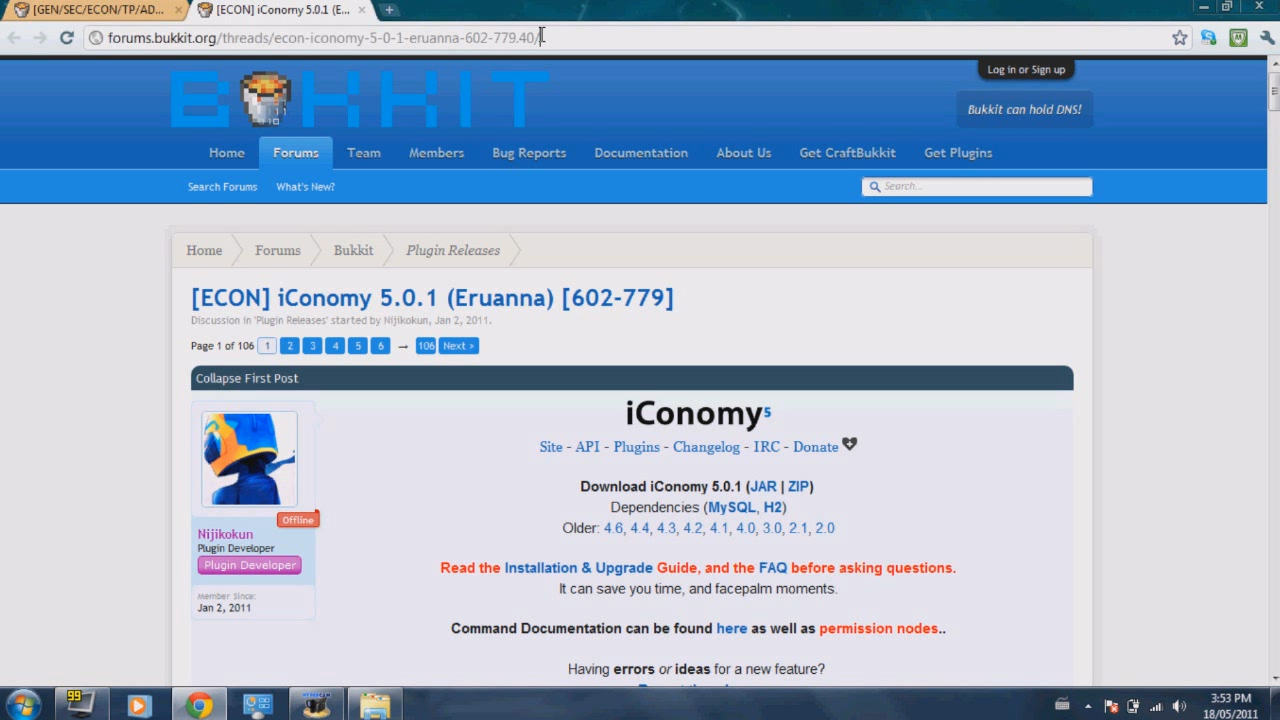 [GEN/SEC/ECON/TP/AD...
[ECON] iConomy 5.0.1 (E...
forums.bukkit.org/threads/econ-iconomy-5-0-1-eruanna-602-779.40/
Log in or Sign up
BUKKIT
Bukkit can hold DNS!
Home Forums Team Members Bug Reports Documentation About Us Get CraftBukkit Get Plugins
Search Forums What's New?
Search...
Home Forums Bukkit Plugin Releases
[ECON] iConomy 5.0.1 (Eruanna) [602-779]
Discussion in 'Plugin Releases' started by Nijikokun, Jan 2, 2011.
Page 1 of 106 1 2 3 4 5 6 → 106 Next >
Collapse First Post
iConomy5
Site - API - Plugins - Changelog - IRC - Donate
Download iConomy 5.0.1 (JAR | ZIP)
Dependencies (MySQL, H2)
Older: 4.6, 4.4, 4.3, 4.2, 4.1, 4.0, 3.0, 2.1, 2.0
Offline
Nijikokun
Plugin Developer
Plugin Developer
Member Since:
Jan 2, 2011
Read the Installation & Upgrade Guide, and the FAQ before asking questions.
It can save you time, and facepalm moments.
Command Documentation can be found here as well as permission nodes..
Having errors or ideas for a new feature?
99
3:53 PM
18/05/2011